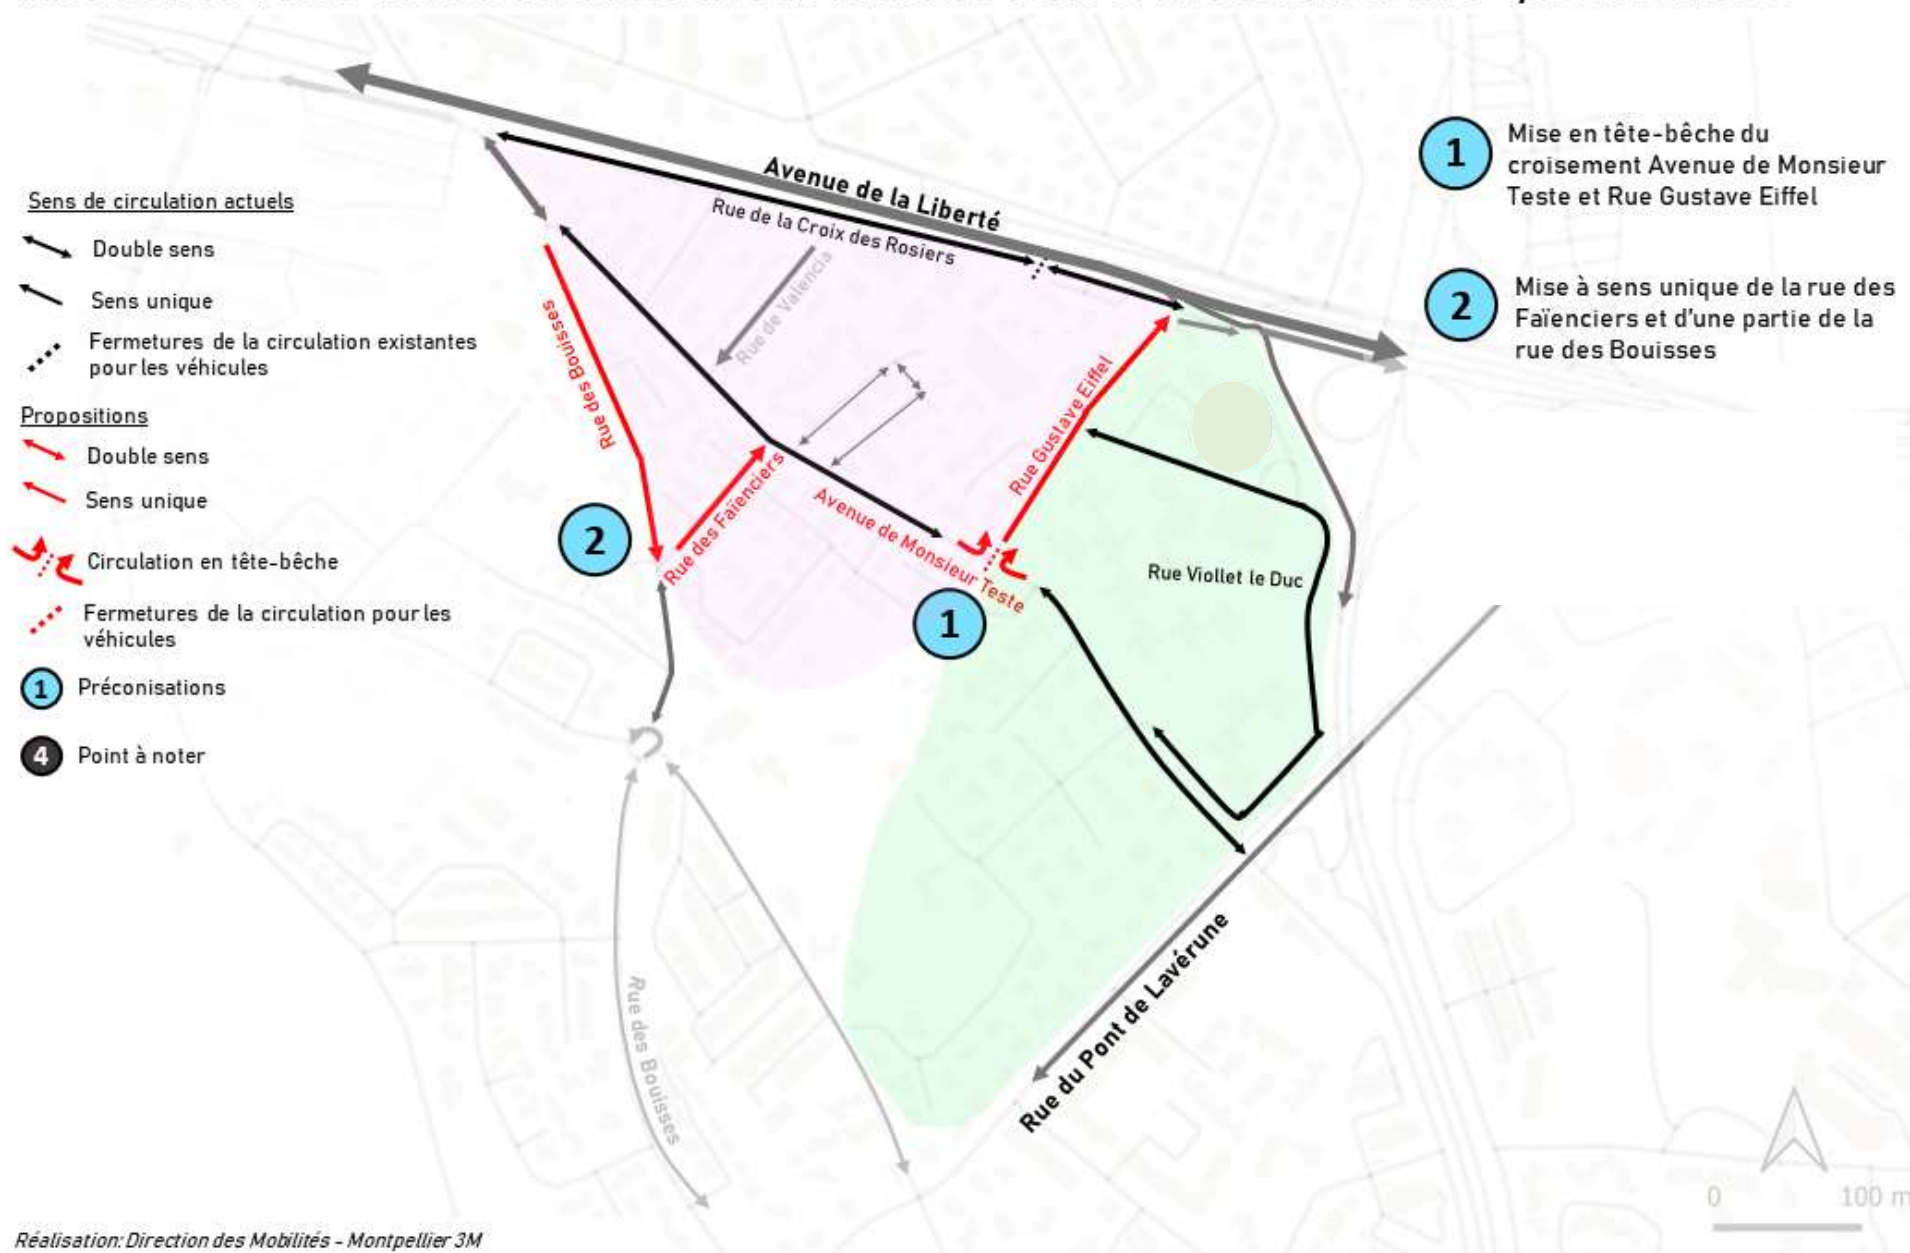 Sens de circulation actuels
Double sens
Sens unique
Fermetures de la circulation existantes
pour les véhicules
Propositions
Double sens
Sens unique
Circulation en tête-bêche
Fermetures de la circulation pour les
véhicules
1 Préconisations
4 Point à noter
Avenue de la Liberté
Rue de la Croix des Rosiers
Rue de Valencia
Rue des Bouisses
Rue Gustave Eiffel
Rue des Faïenciers
Avenue de Monsieur Teste
Rue Viollet le Duc
2
1
Rue des Bouisses
Rue du Pont de Lavérune
1
Mise en tête-bêche du
croisement Avenue de Monsieur
Teste et Rue Gustave Eiffel
2
Mise à sens unique de la rue des
Faïenciers et d'une partie de la
rue des Bouisses
0 100 m
Réalisation: Direction des Mobilités - Montpellier 3M